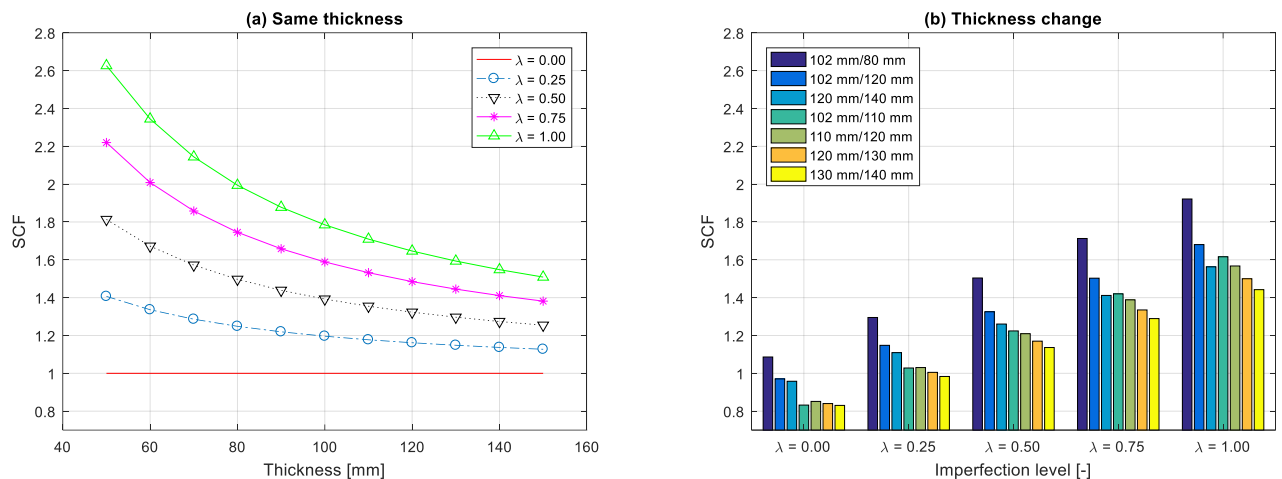 (a) Same thickness
2.8
2.6
2.4
2.2
2
1.8
1.6
1.4
1.2
1
0.8
SCF
λ = 0.00
λ = 0.25
λ = 0.50
λ = 0.75
λ = 1.00
40 60 80 100 120 140 160
Thickness [mm]
(b) Thickness change
2.8
2.6
2.4
2.2
2
1.8
1.6
1.4
1.2
1
0.8
SCF
102 mm/80 mm
102 mm/120 mm
120 mm/140 mm
102 mm/110 mm
110 mm/120 mm
120 mm/130 mm
130 mm/140 mm
λ = 0.00 λ = 0.25 λ = 0.50 λ = 0.75 λ = 1.00
Imperfection level [-]